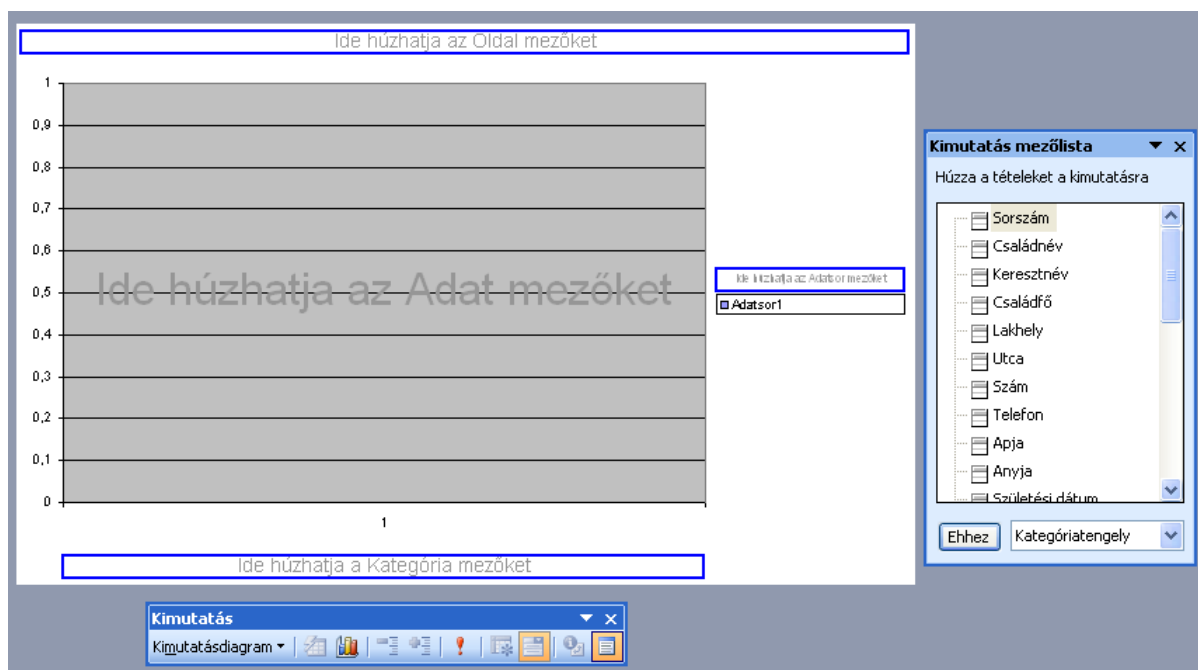 Ide húzhatja az Oldal mezőket
1
0,9
0,8
0,7
0,6
0,5
0,4
0,3
0,2
0,1
0
Ide húzhatja az Adat mezőket
1
Ide húzhatja az Adatsor mezőket
Adatsor1
Ide húzhatja a Kategória mezőket
Kimutatás mezőlista
Húzza a tételeket a kimutatásra
Sorszám
Családnév
Keresztnév
Családfő
Lakhely
Utca
Szám
Telefon
Apja
Anyja
Születési dátum
Ehhez Kategóriatengely
Kimutatás
Kimutatásdiagram